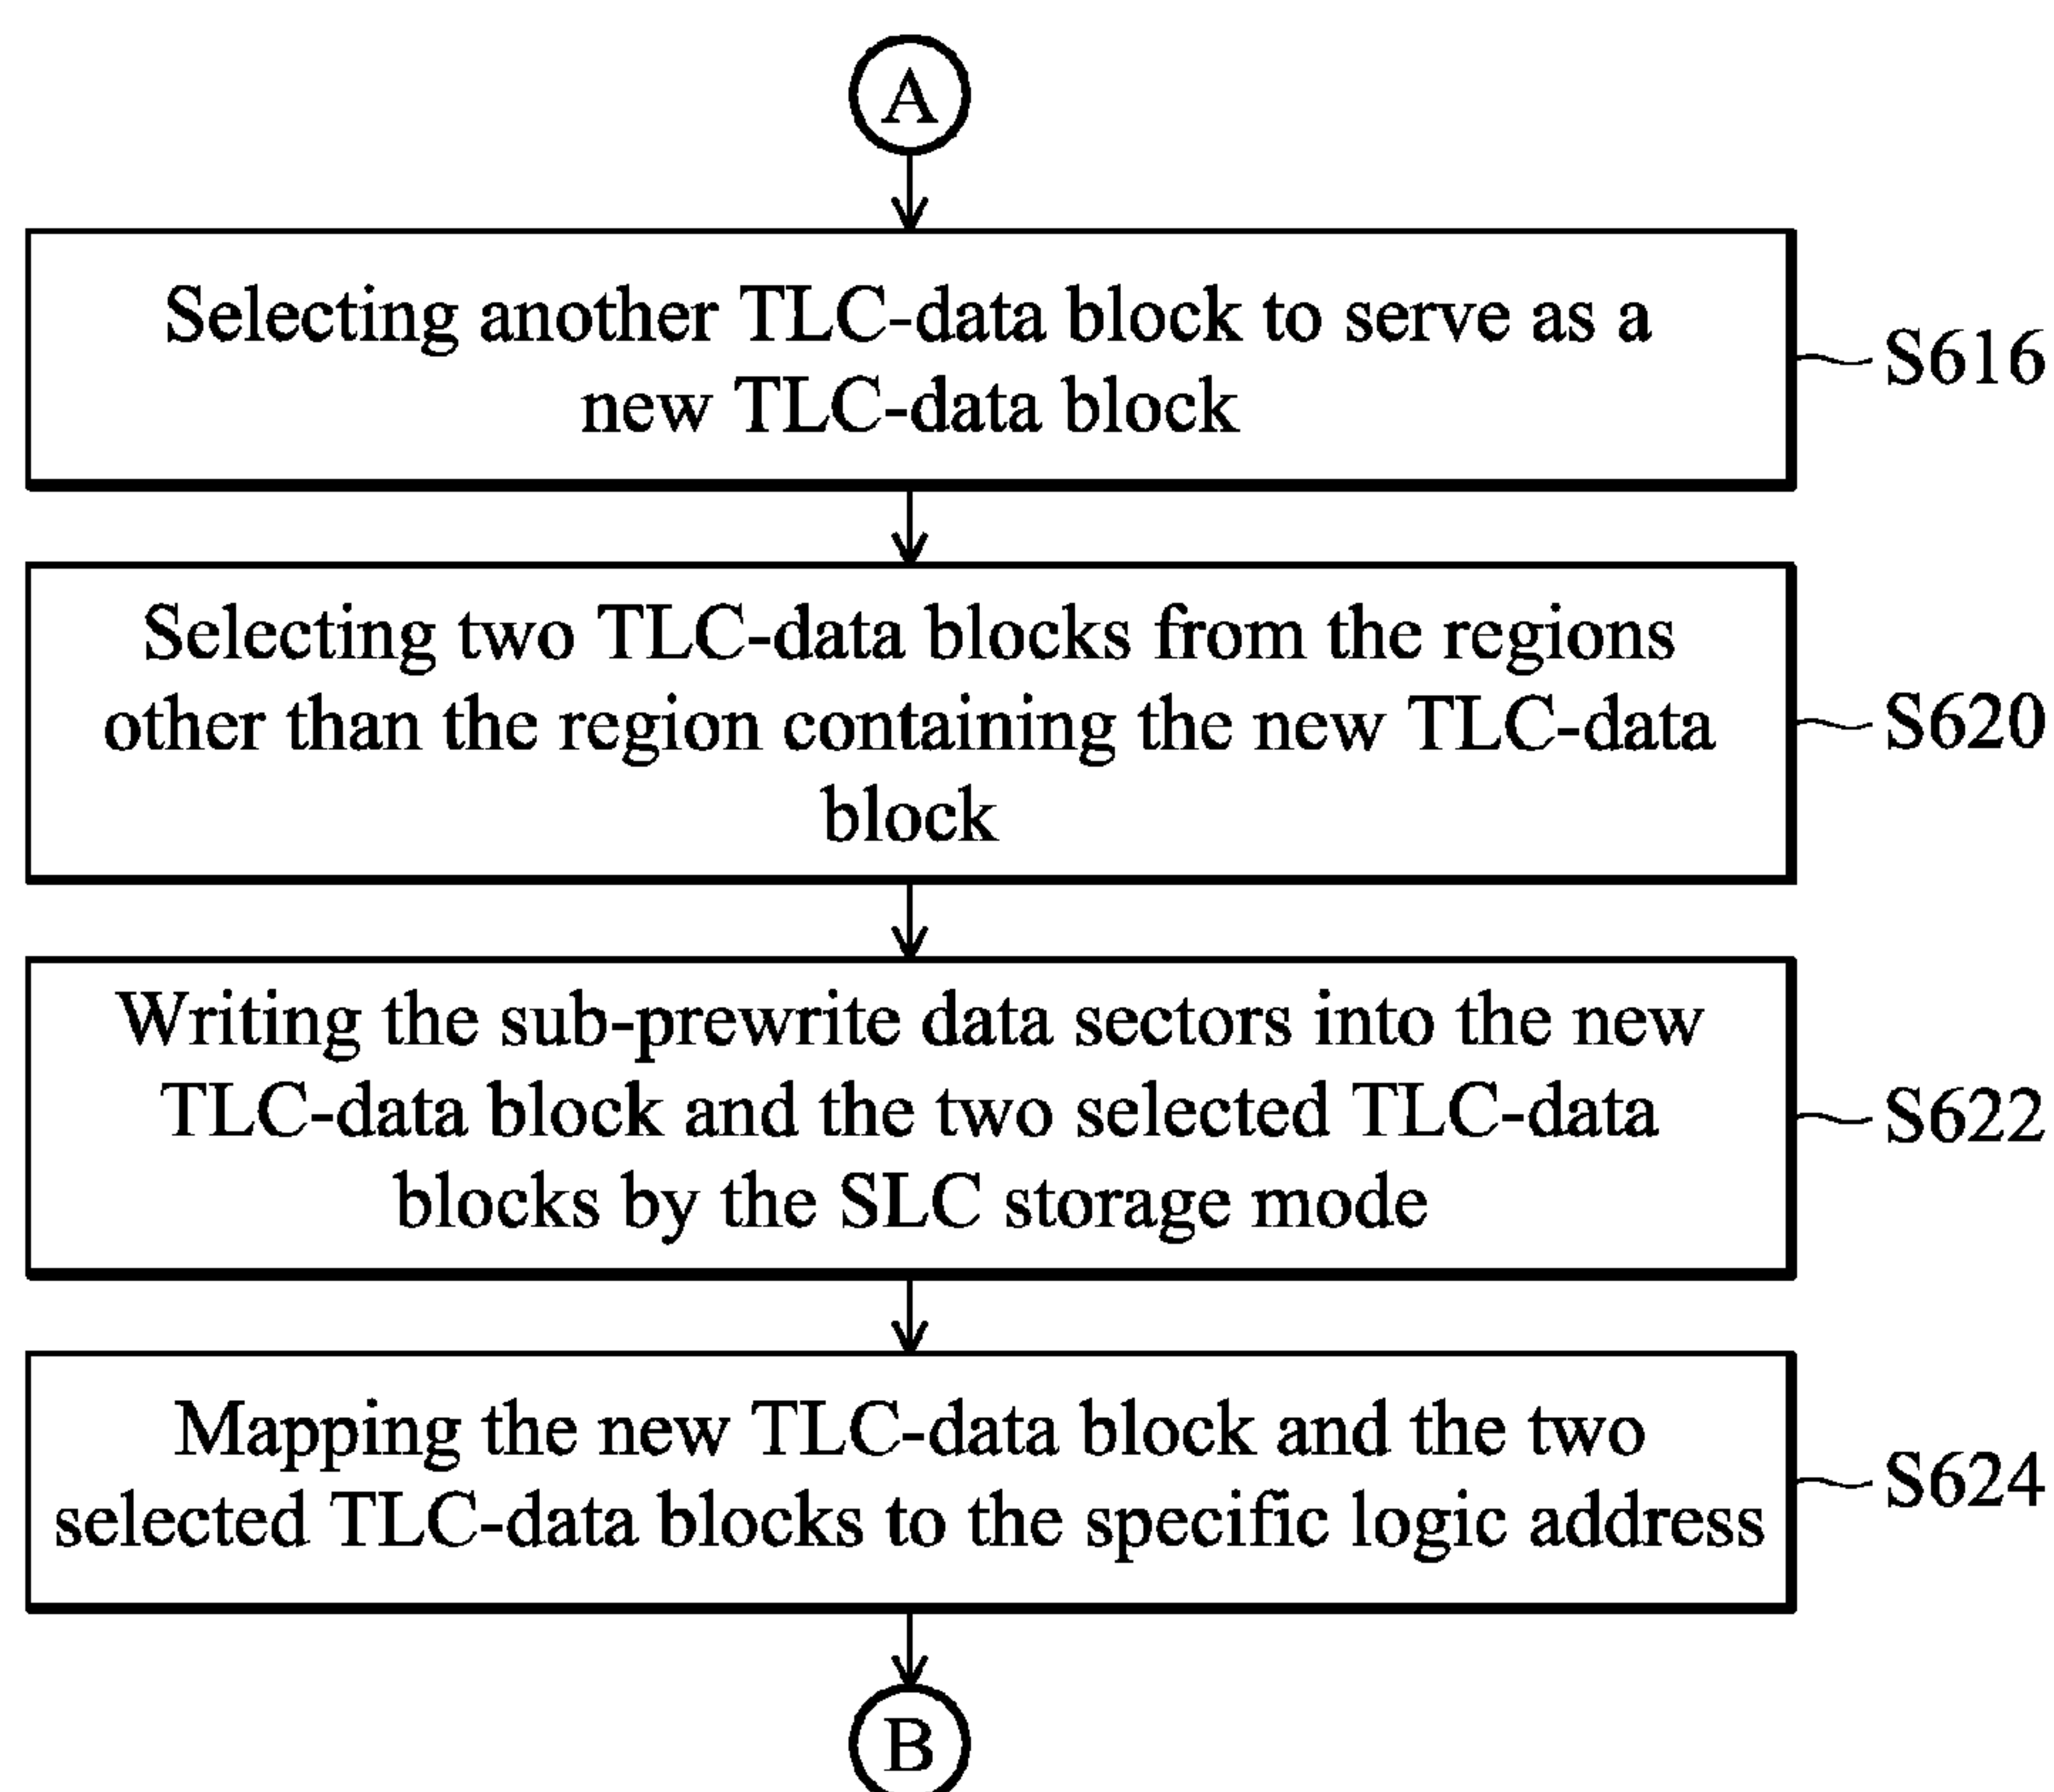 A
Selecting another TLC-data block to serve as a
new TLC-data block
S616
Selecting two TLC-data blocks from the regions
other than the region containing the new TLC-data
block
S620
Writing the sub-prewrite data sectors into the new
TLC-data block and the two selected TLC-data
blocks by the SLC storage mode
S622
Mapping the new TLC-data block and the two
selected TLC-data blocks to the specific logic address
S624
B